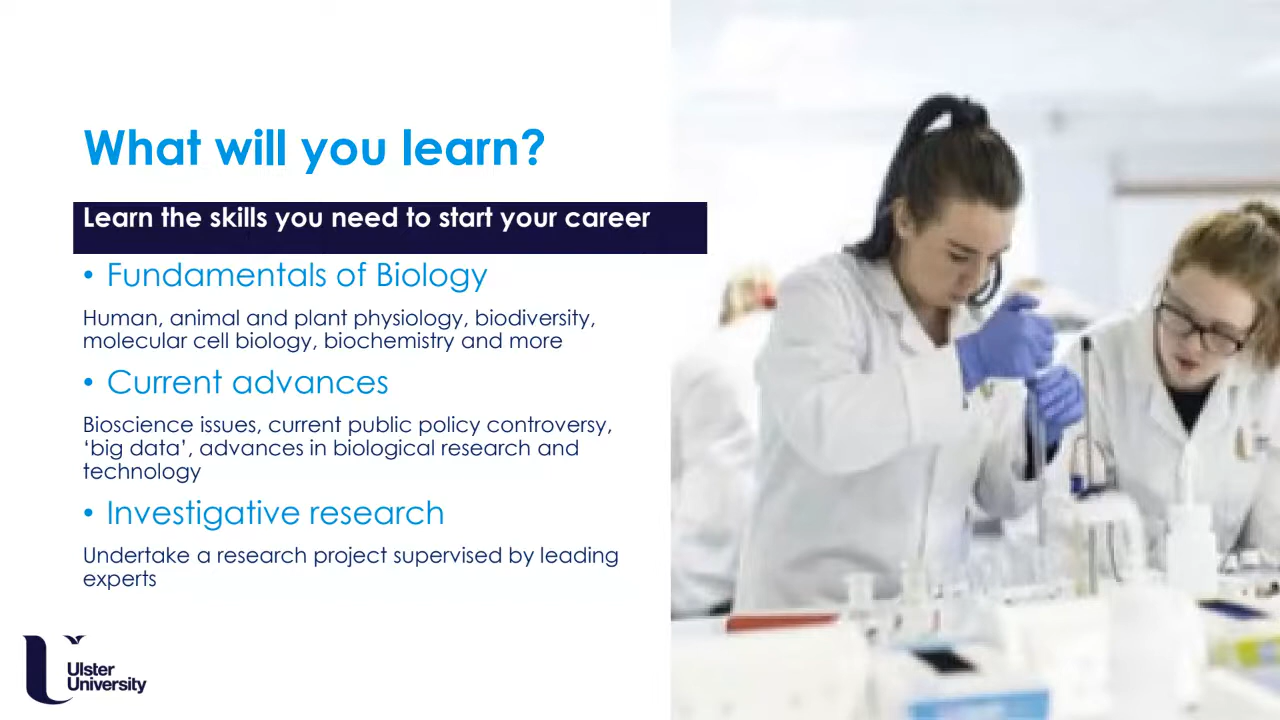 What will you learn?
Learn the skills you need to start your career
• Fundamentals of Biology
Human, animal and plant physiology, biodiversity,
molecular cell biology, biochemistry and more
• Current advances
Bioscience issues, current public policy controversy,
‘big data’, advances in biological research and
technology
• Investigative research
Undertake a research project supervised by leading
experts
Ulster
University